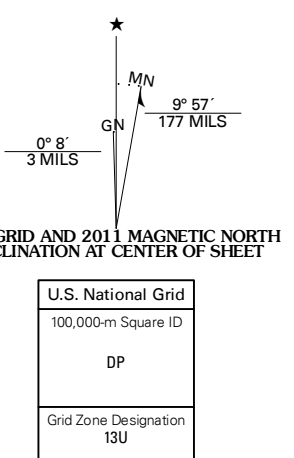 ★
MN
GN
9° 57´
177 MILS
0° 8´
3 MILS
GRID AND 2011 MAGNETIC NORTH
CLINATION AT CENTER OF SHEET
U.S. National Grid
100,000-m Square ID
DP
Grid Zone Designation
13U